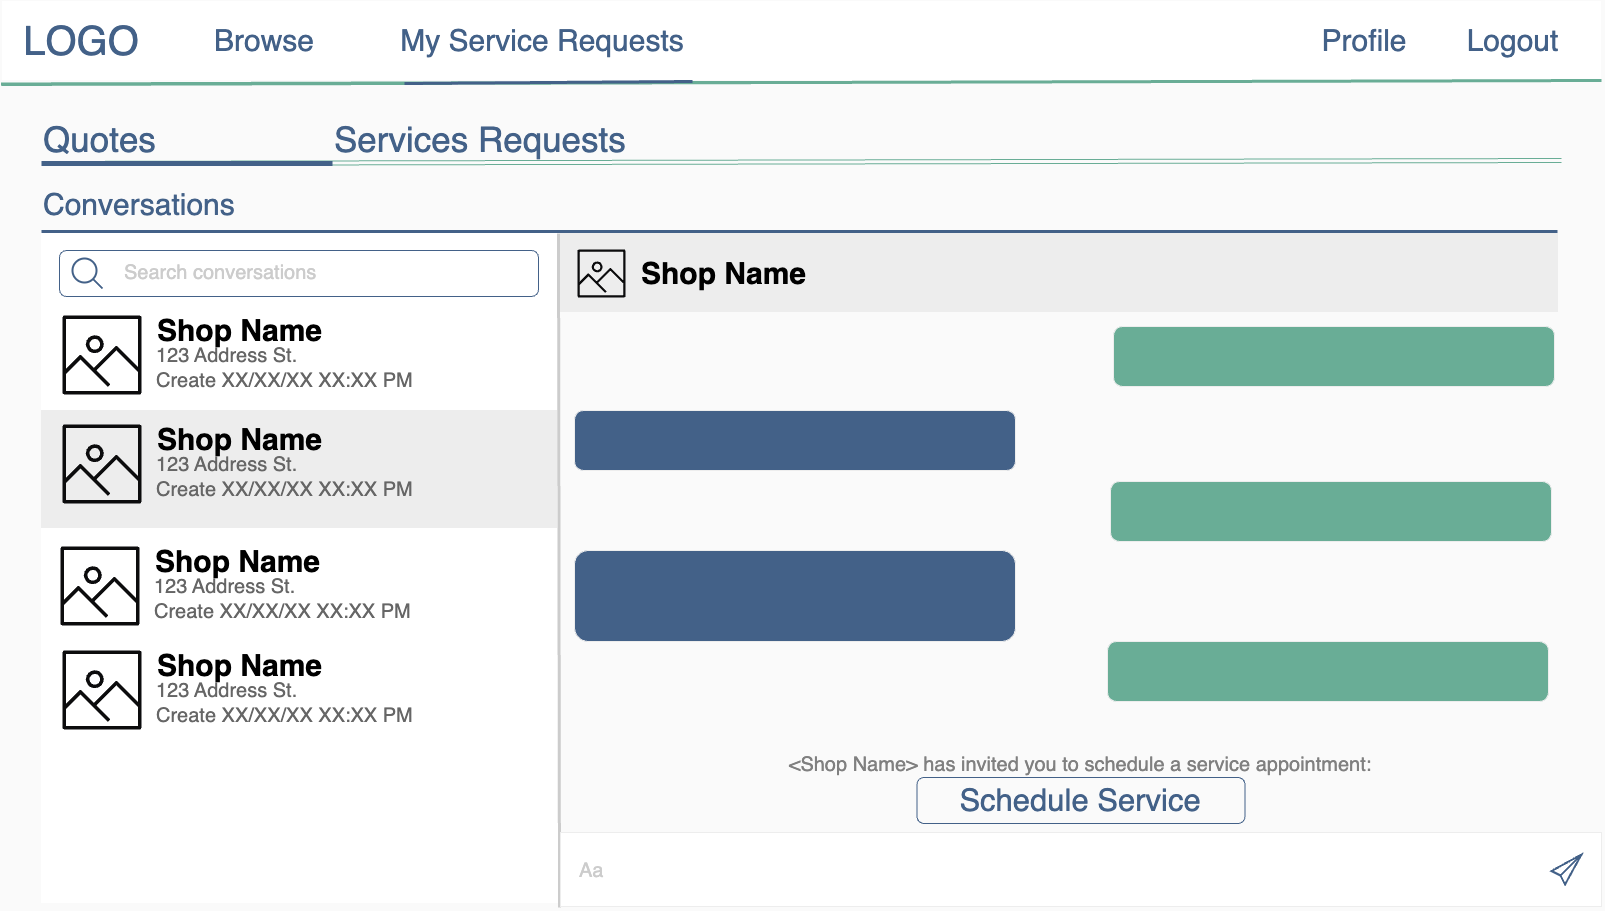 LOGO
Browse
My Service Requests
Profile
Logout
Quotes
Services Requests
Conversations
Search conversations
Shop Name
123 Address St.
Create XX/XX/XX XX:XX PM
Shop Name
123 Address St.
Create XX/XX/XX XX:XX PM
Shop Name
123 Address St.
Create XX/XX/XX XX:XX PM
Shop Name
123 Address St.
Create XX/XX/XX XX:XX PM
Shop Name
<Shop Name> has invited you to schedule a service appointment:
Schedule Service
Aa